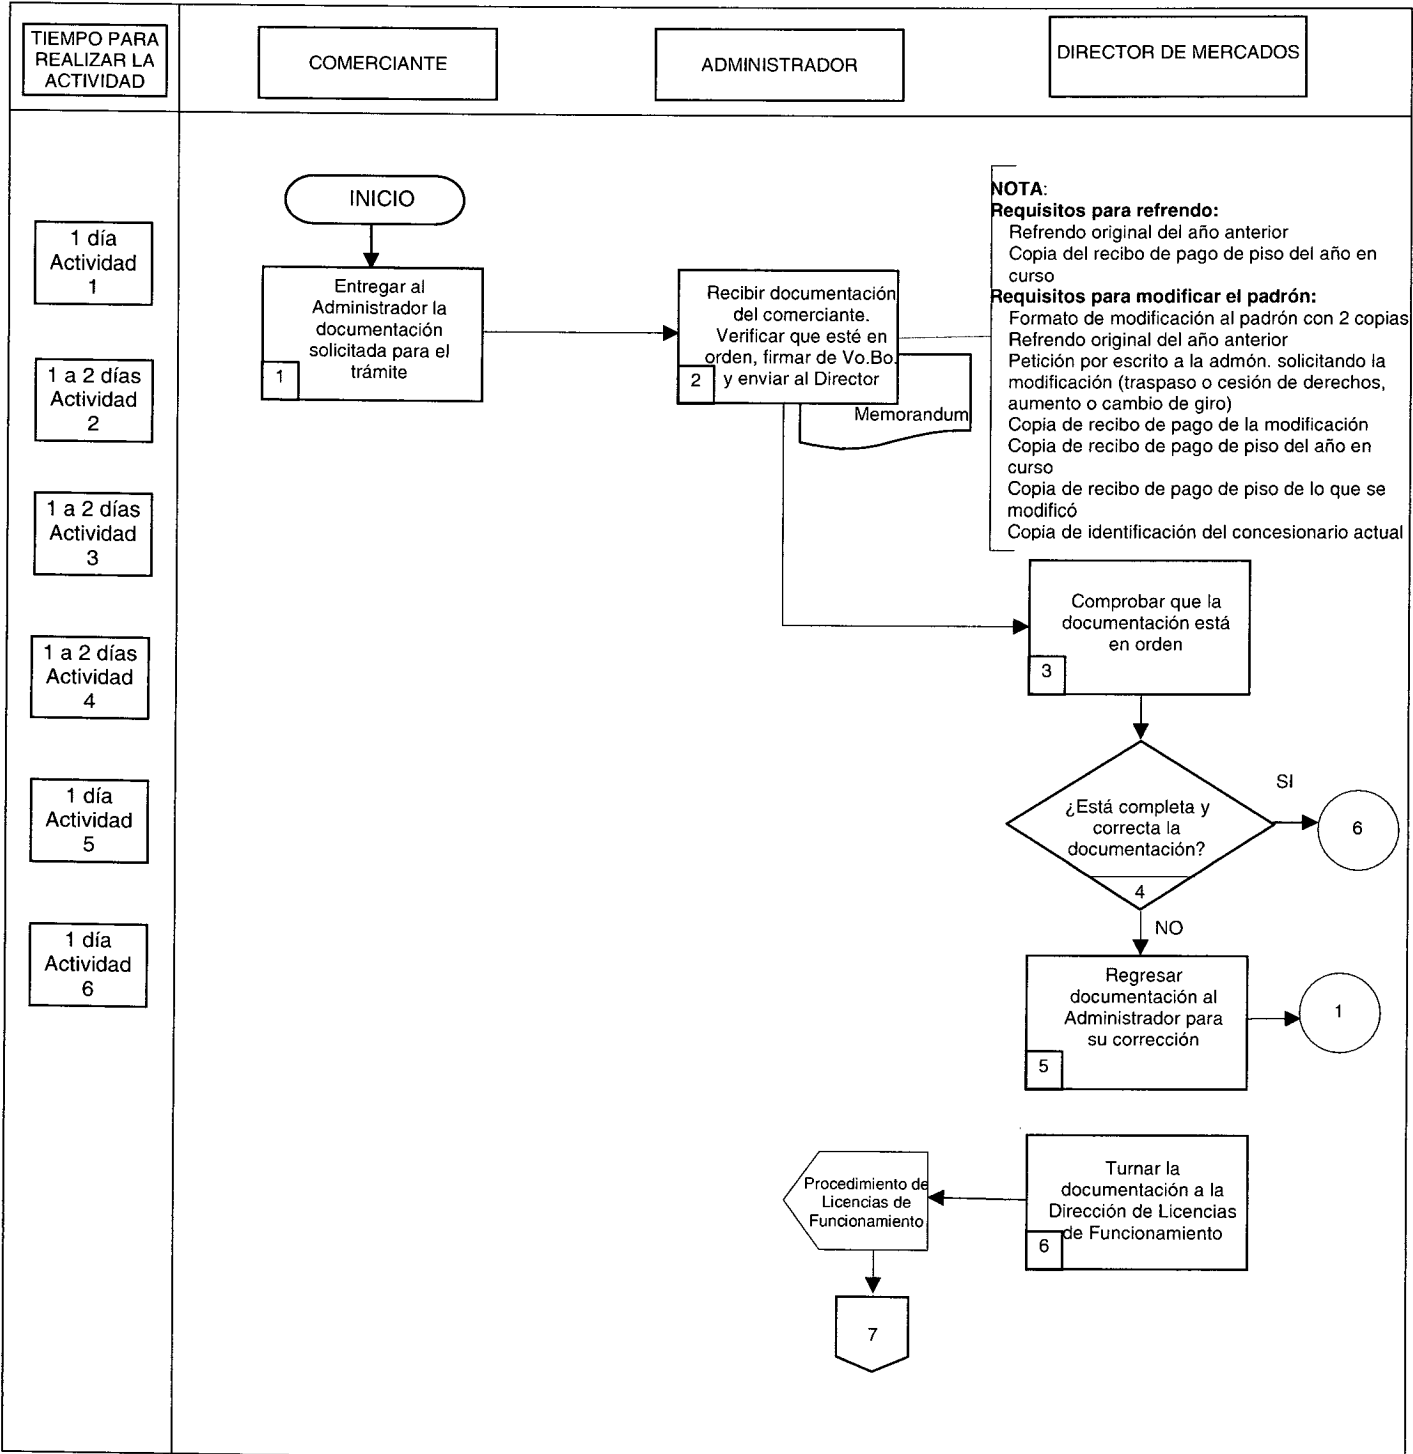 TIEMPO PARA
REALIZAR LA
ACTIVIDAD
COMERCIANTE
ADMINISTRADOR
DIRECTOR DE MERCADOS
1 día
Actividad
1
1 a 2 días
Actividad
2
1 a 2 días
Actividad
3
1 a 2 días
Actividad
4
1 día
Actividad
5
1 día
Actividad
6
INICIO
Entregar al
Administrador la
documentación
solicitada para el
trámite
1
Recibir documentación
del comerciante.
Verificar que esté en
orden, firmar de Vo.Bo.
y enviar al Director
2
Memorandum
NOTA:
Requisitos para refrendo:
Refrendo original del año anterior
Copia del recibo de pago de piso del año en
curso
Requisitos para modificar el padrón:
Formato de modificación al padrón con 2 copias
Refrendo original del año anterior
Petición por escrito a la admón. solicitando la
modificación (traspaso o cesión de derechos,
aumento o cambio de giro)
Copia de recibo de pago de la modificación
Copia de recibo de pago de piso del año en
curso
Copia de recibo de pago de piso de lo que se
modificó
Copia de identificación del concesionario actual
Comprobar que la
documentación está
en orden
3
¿Está completa y
correcta la
documentación?
4
SI
6
NO
Regresar
documentación al
Administrador para
su corrección
5
1
Turnar la
documentación a la
Dirección de Licencias
de Funcionamiento
6
Procedimiento de
Licencias de
Funcionamiento
7